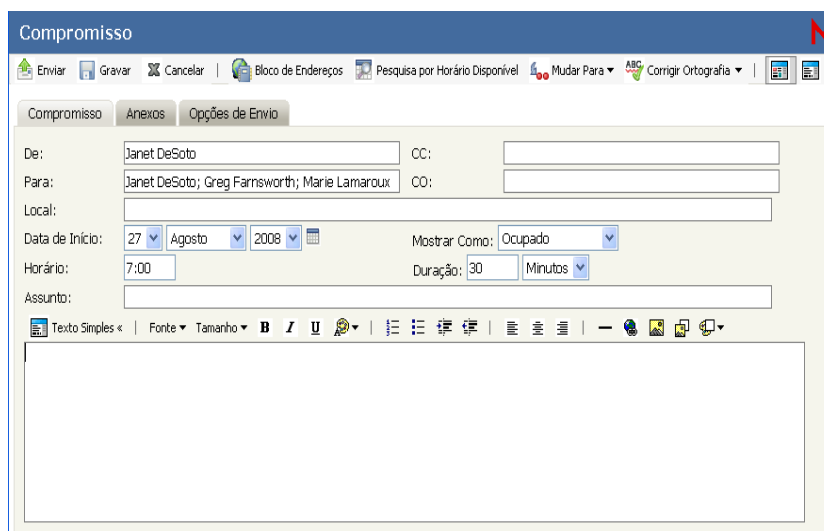 Compromisso N
Enviar Gravar Cancelar | Bloco de Endereços Pesquisa por Horário Disponível Mudar Para ABC Corrigir Ortografia |
Compromisso Anexos Opções de Envio
De: Janet DeSoto CC:
Para: Janet DeSoto; Greg Farnsworth; Marie Lamaroux CO:
Local:
Data de Início: 27 Agosto 2008 Mostrar Como: Ocupado
Horário: 7:00 Duração: 30 Minutos
Assunto:
Texto Simples « | Fonte Tamanho B I U | | |